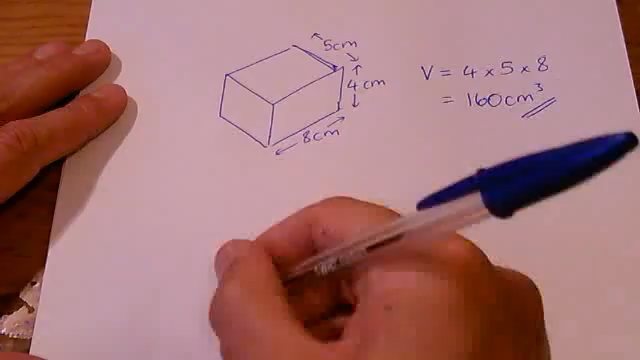 5cm
4cm
8cm
V = 4 × 5 × 8
= 160cm³